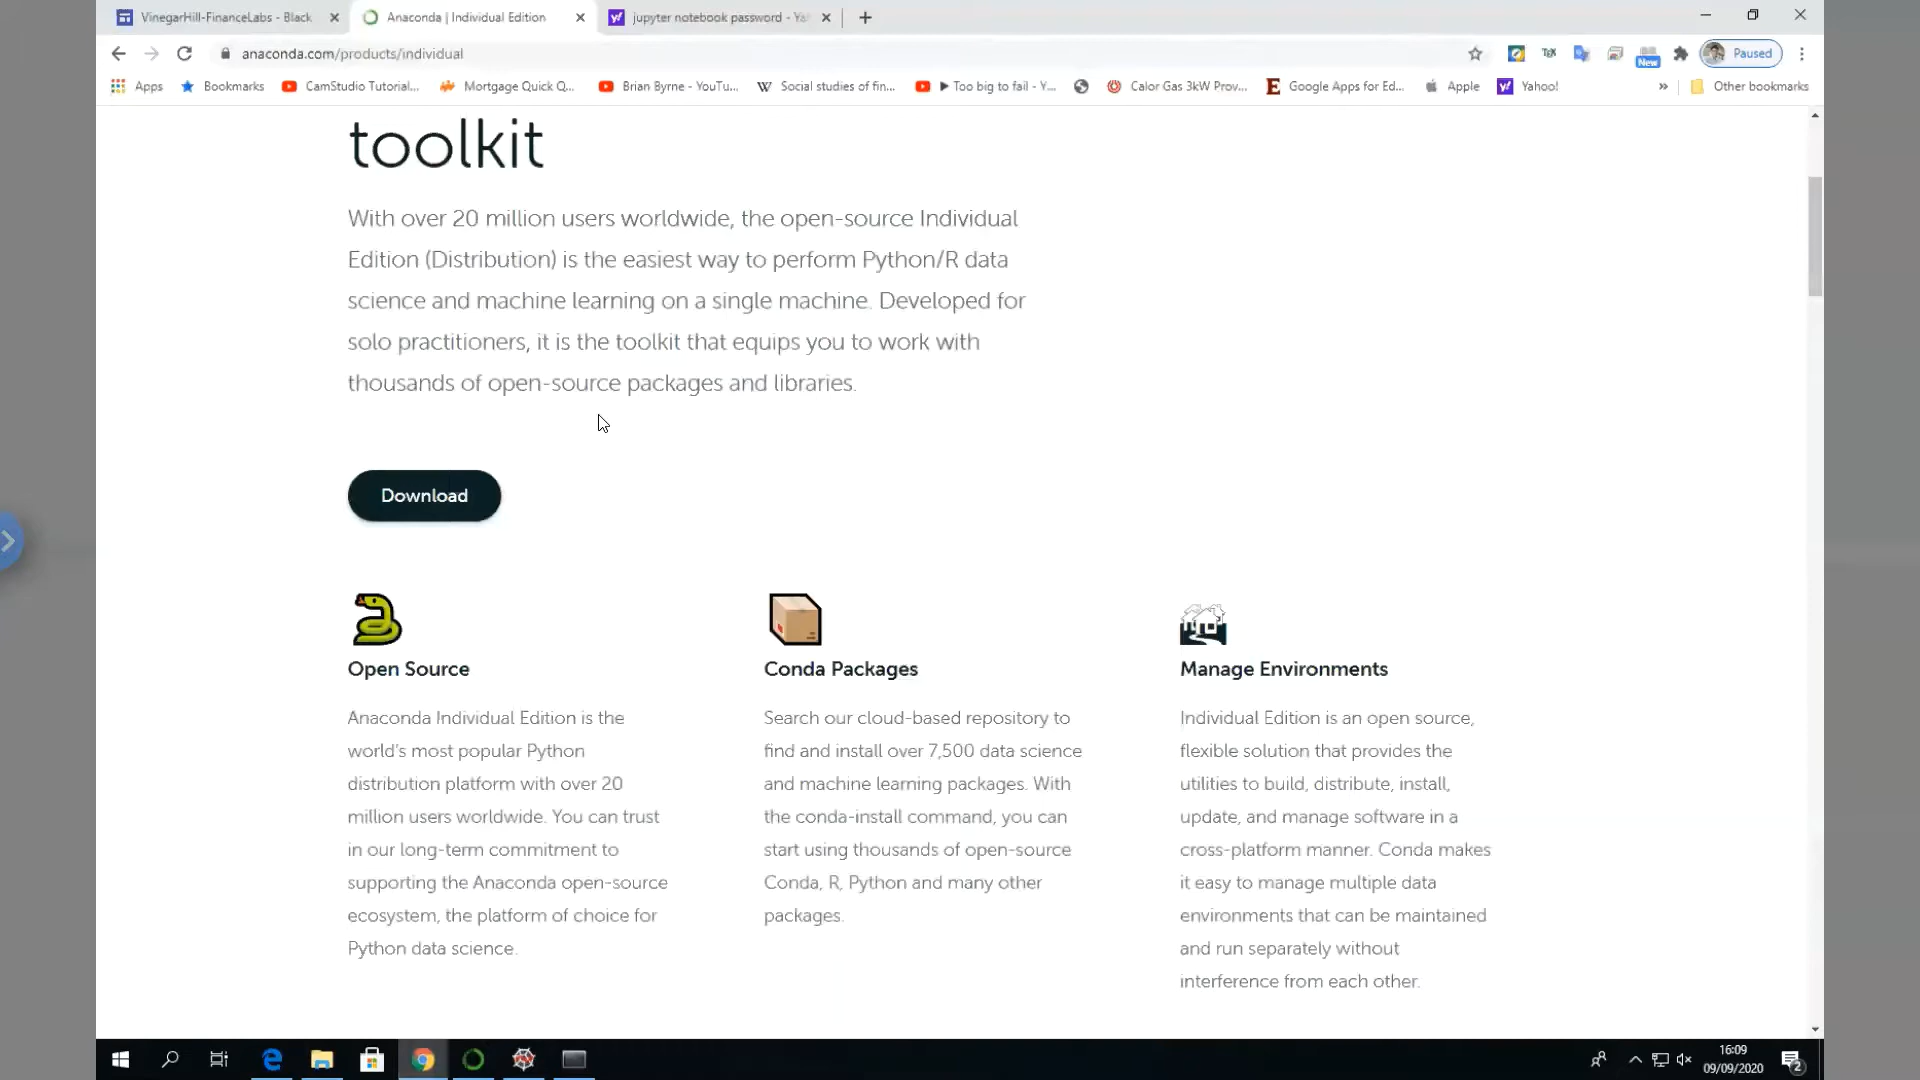 VinegarHill-FinanceLabs - Black
Anaconda | Individual Edition
jupyter notebook password - Ya
anaconda.com/products/individual
TeX
New
Paused
Apps
Bookmarks
CamStudio Tutorial...
Mortgage Quick Q...
Brian Byrne - YouTu...
Social studies of fin...
Too big to fail - Y...
Calor Gas 3kW Prov...
Google Apps for Ed...
Apple
Yahoo!
Other bookmarks
toolkit
With over 20 million users worldwide, the open-source Individual
Edition (Distribution) is the easiest way to perform Python/R data
science and machine learning on a single machine. Developed for
solo practitioners, it is the toolkit that equips you to work with
thousands of open-source packages and libraries.
Download
Open Source
Anaconda Individual Edition is the
world's most popular Python
distribution platform with over 20
million users worldwide. You can trust
in our long-term commitment to
supporting the Anaconda open-source
ecosystem, the platform of choice for
Python data science.
Conda Packages
Search our cloud-based repository to
find and install over 7,500 data science
and machine learning packages. With
the conda-install command, you can
start using thousands of open-source
Conda, R, Python and many other
packages.
Manage Environments
Individual Edition is an open source,
flexible solution that provides the
utilities to build, distribute, install,
update, and manage software in a
cross-platform manner. Conda makes
it easy to manage multiple data
environments that can be maintained
and run separately without
interference from each other.
16:09
09/09/2020
2